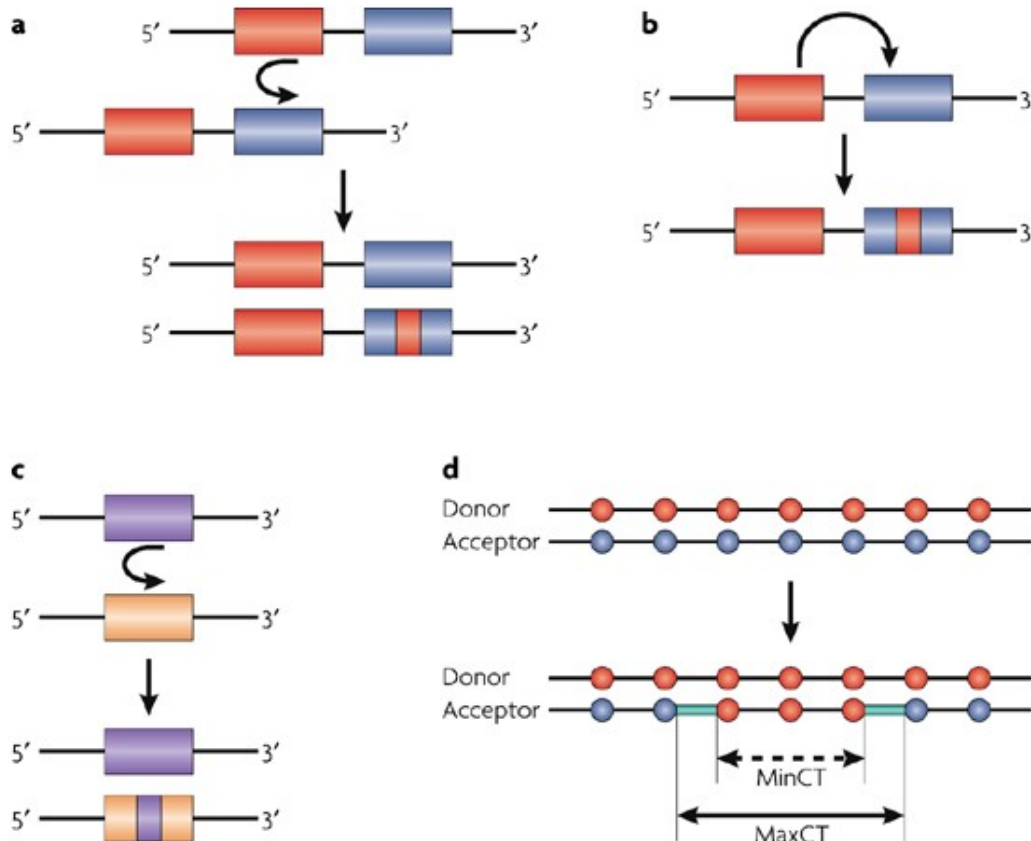 a
5′ 3′
5′ 3′
5′ 3′
5′ 3′
b
5′ 3
5′ 3
c
5′ 3′
5′ 3′
5′ 3′
5′ 3′
d
Donor
Acceptor
Donor
Acceptor
MinCT
MaxCT